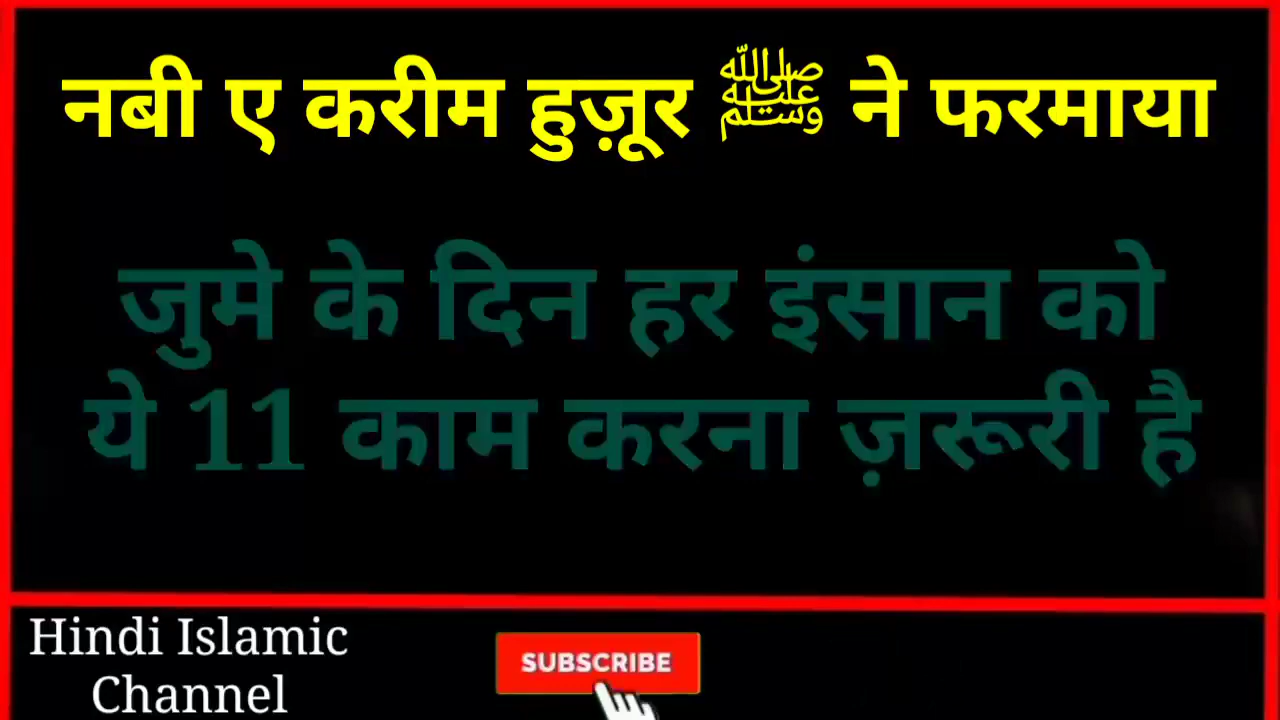 नबी ए करीम हुज़ूर ﷺ ने फरमाया
जुमे के दिन हर इंसान को
ये 11 काम करना ज़रूरी है
Hindi Islamic
Channel
SUBSCRIBE